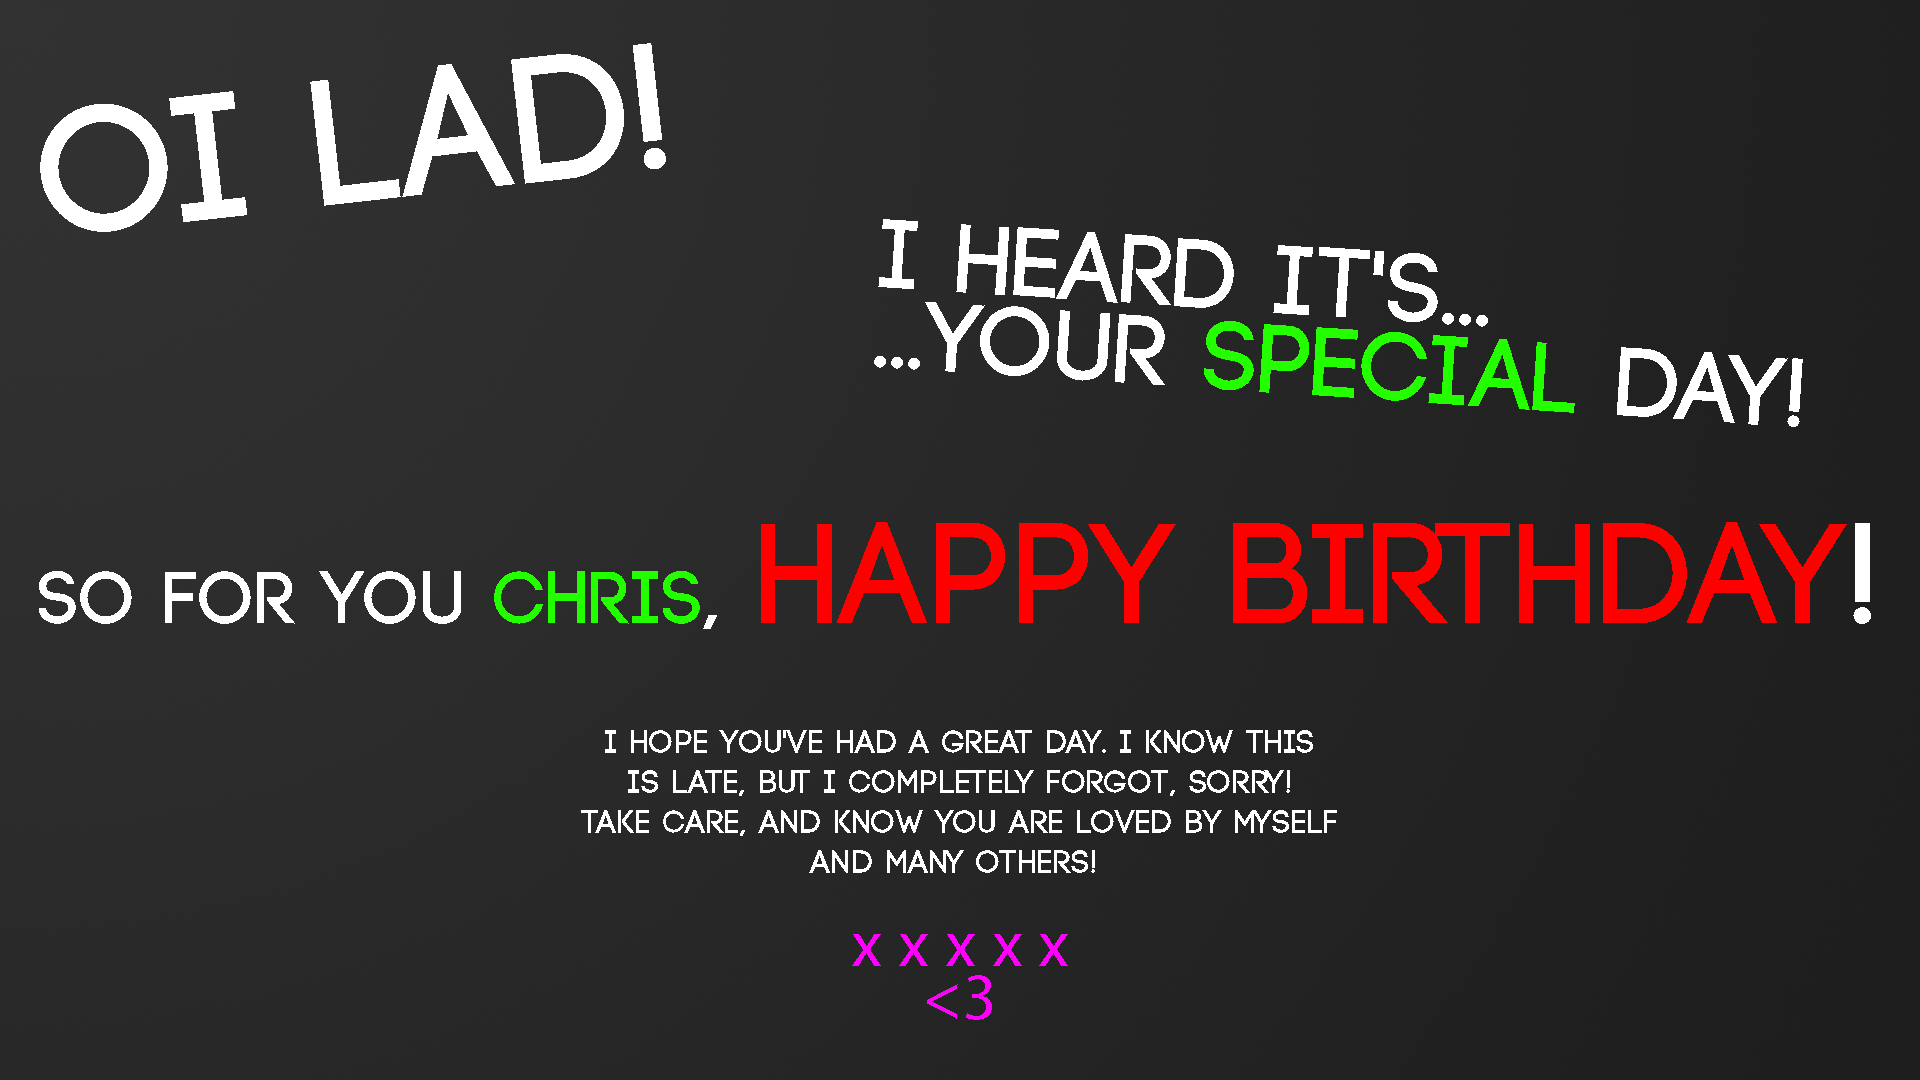 OI LAD!
I HEARD IT'S...
...YOUR SPECIAL DAY!
SO FOR YOU CHRIS, HAPPY BIRTHDAY!
I HOPE YOU'VE HAD A GREAT DAY. I KNOW THIS
IS LATE, BUT I COMPLETELY FORGOT, SORRY!
TAKE CARE, AND KNOW YOU ARE LOVED BY MYSELF
AND MANY OTHERS!
X X X X X
<3